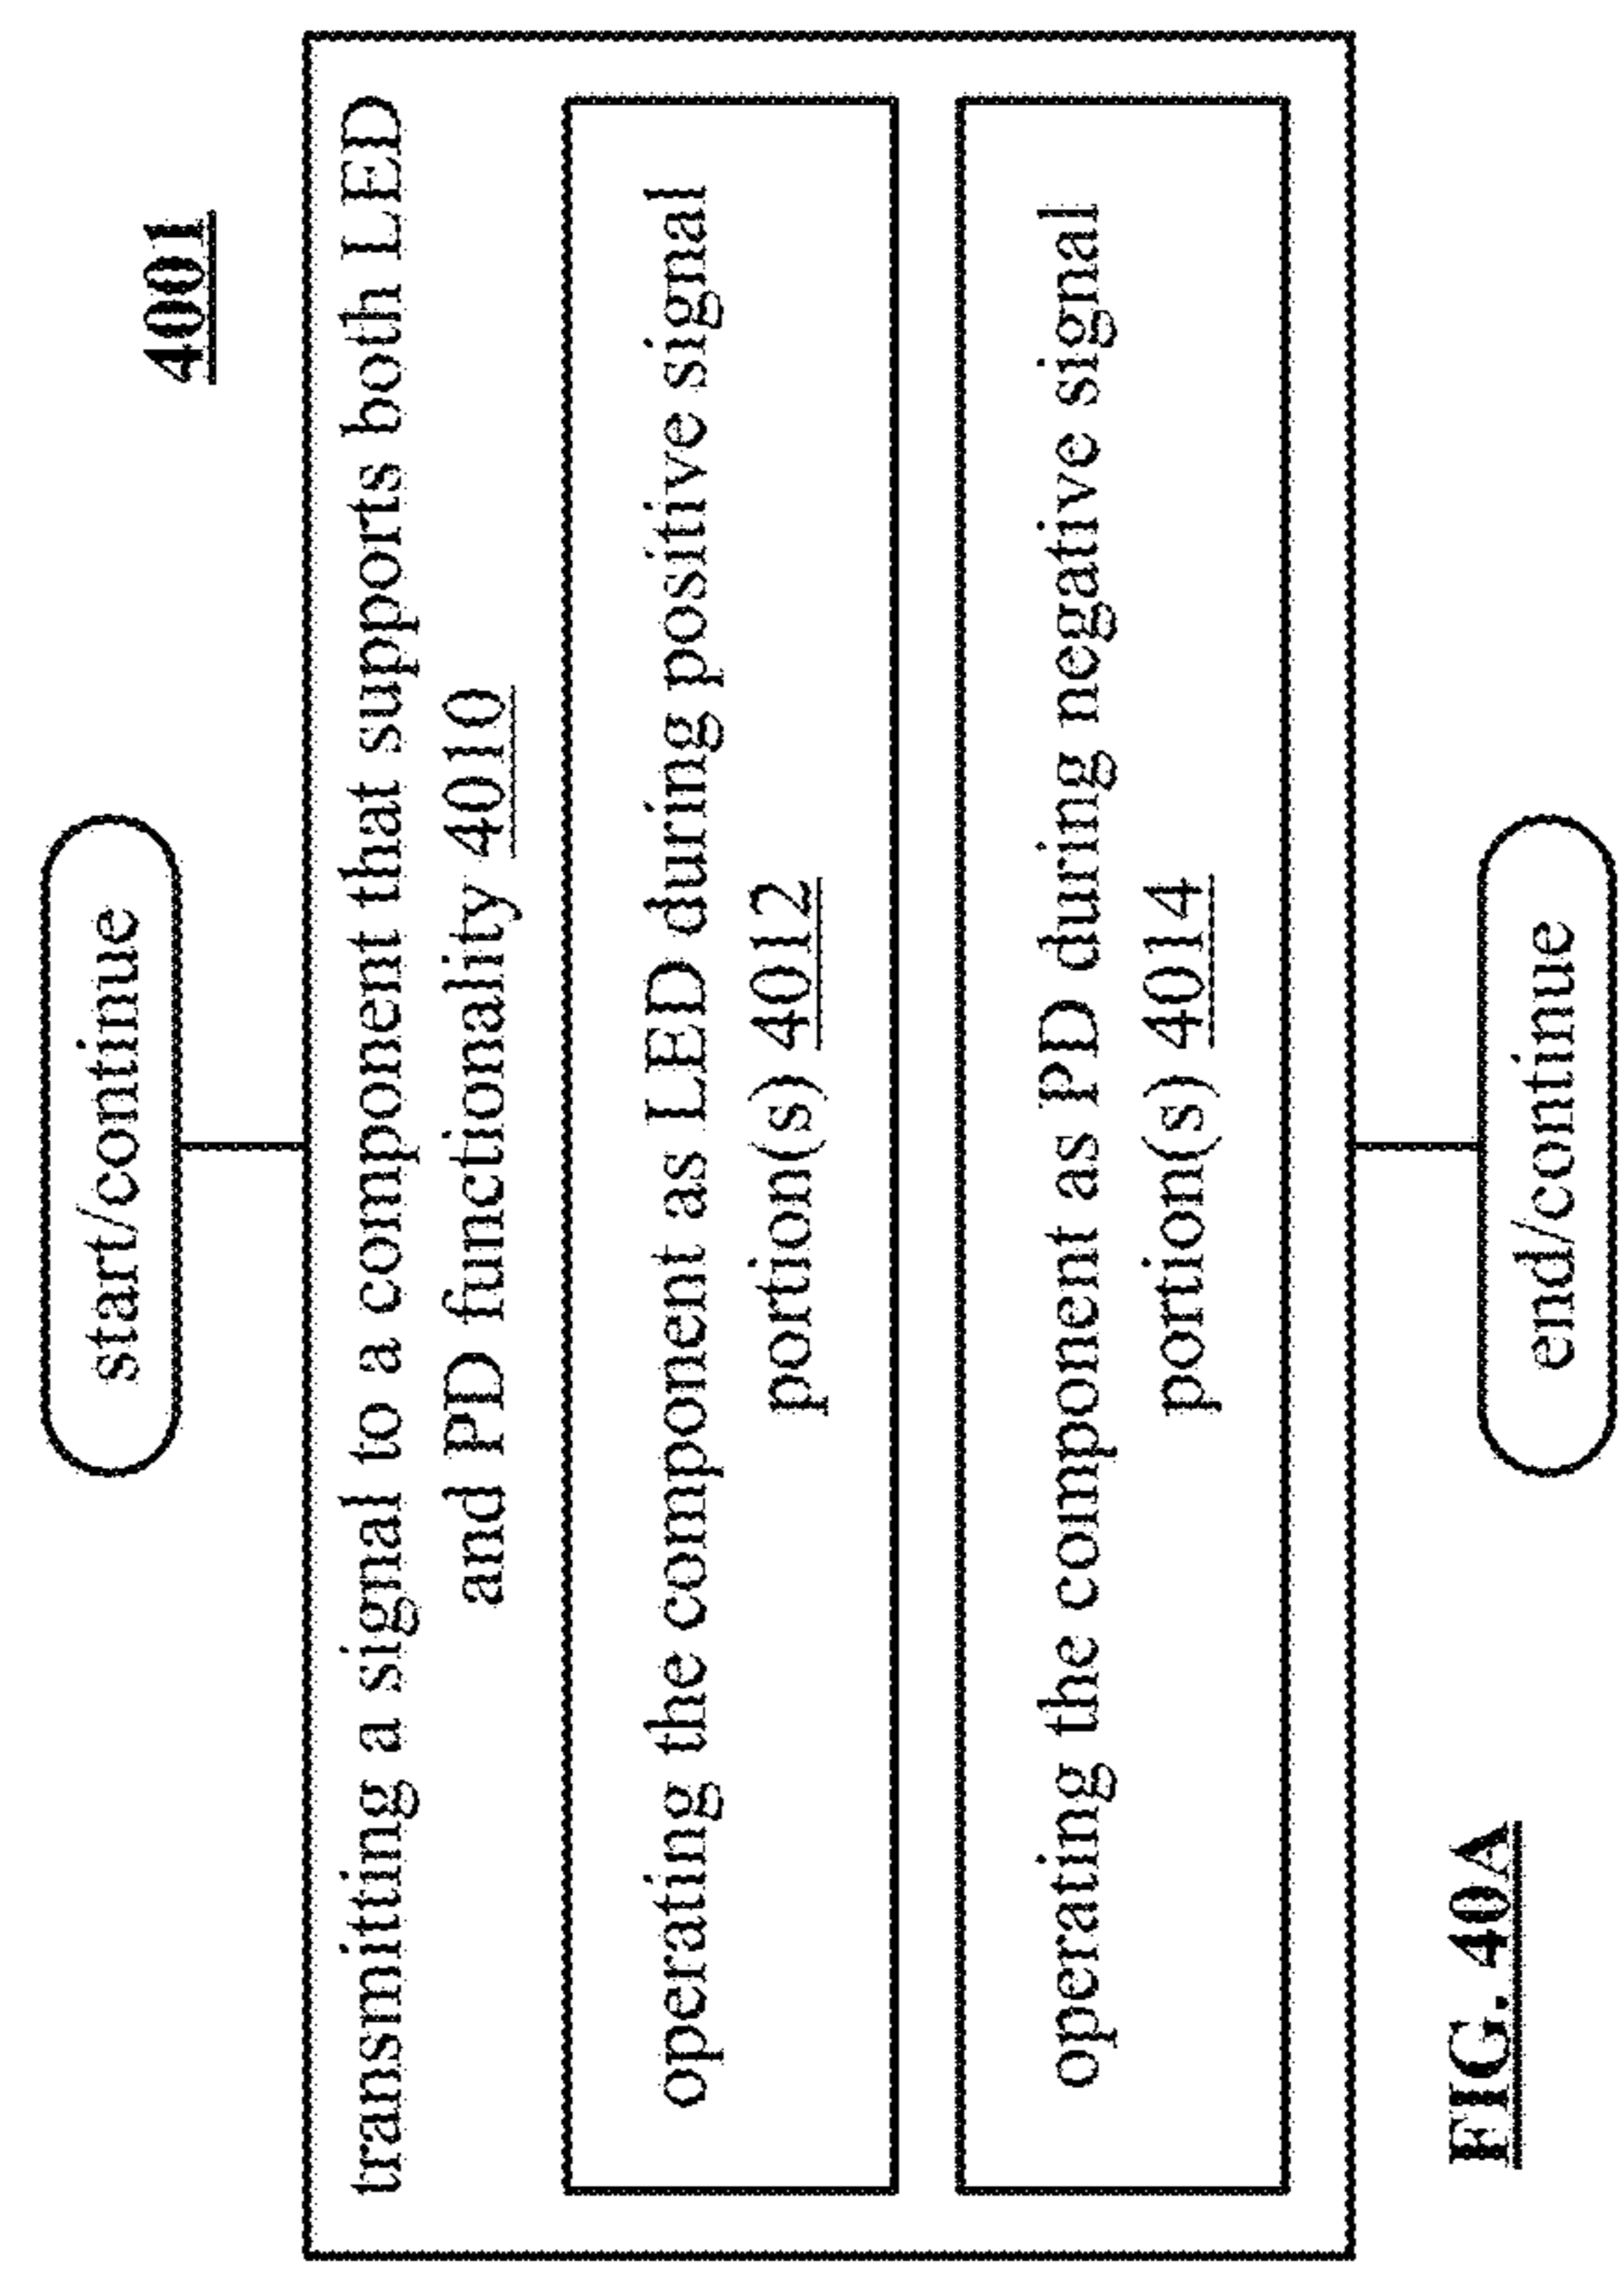 4001
start/continue
transmitting a signal to a component that supports both LED
and PD functionality 4010
operating the component as LED during positive signal
portion(s) 4012
operating the component as PD during negative signal
portion(s) 4014
end/continue
FIG. 40A